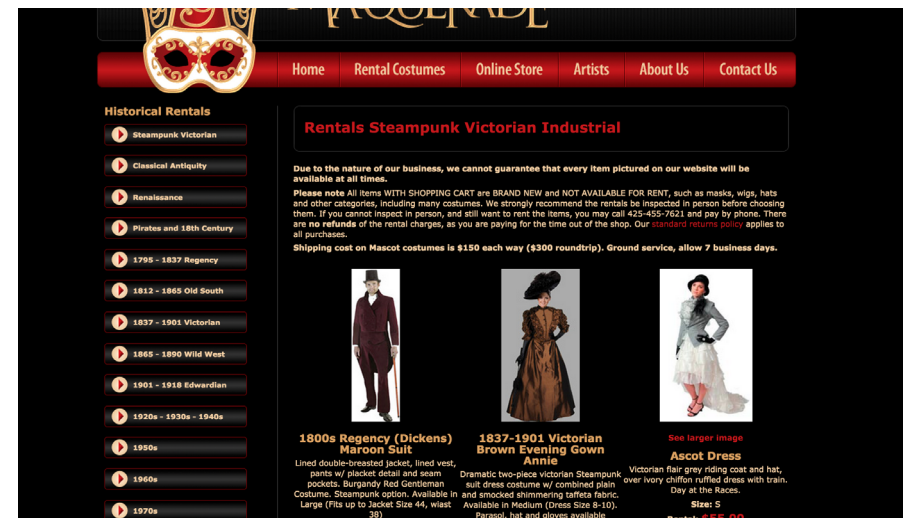 MASQUERADE
Home
Rental Costumes
Online Store
Artists
About Us
Contact Us
Historical Rentals
Steampunk Victorian
Classical Antiquity
Renaissance
Pirates and 18th Century
1795 - 1837 Regency
1812 - 1865 Old South
1837 - 1901 Victorian
1865 - 1890 Wild West
1901 - 1918 Edwardian
1920s - 1930s - 1940s
1950s
1960s
1970s
Rentals Steampunk Victorian Industrial
Due to the nature of our business, we cannot guarantee that every item pictured on our website will be
available at all times.
Please note All items WITH SHOPPING CART are BRAND NEW and NOT AVAILABLE FOR RENT, such as masks, wigs, hats
and other categories, including many costumes. We strongly recommend the rentals be inspected in person before choosing
them. If you cannot inspect in person, and still want to rent the items, you may call 425-455-7621 and pay by phone. There
are no refunds of the rental charges, as you are paying for the time out of the shop. Our standard returns policy applies to
all purchases.
Shipping cost on Mascot costumes is $150 each way ($300 roundtrip). Ground service, allow 7 business days.
1800s Regency (Dickens)
Maroon Suit
Lined double-breasted jacket, lined vest,
pants w/ placket detail and seam
pockets. Burgandy Red Gentleman
Costume. Steampunk option. Available in
Large (Fits up to Jacket Size 44, wiast
38)
1837-1901 Victorian
Brown Evening Gown
Annie
Dramatic two-piece victorian Steampunk
suit dress costume w/ combined plain
and smocked shimmering taffeta fabric.
Available in Medium (Dress Size 8-10).
Parasol, hat and gloves available
See larger image
Ascot Dress
Victorian flair grey riding coat and hat,
over ivory chiffon ruffled dress with train.
Day at the Races.
Size: S
Rental: $55.00